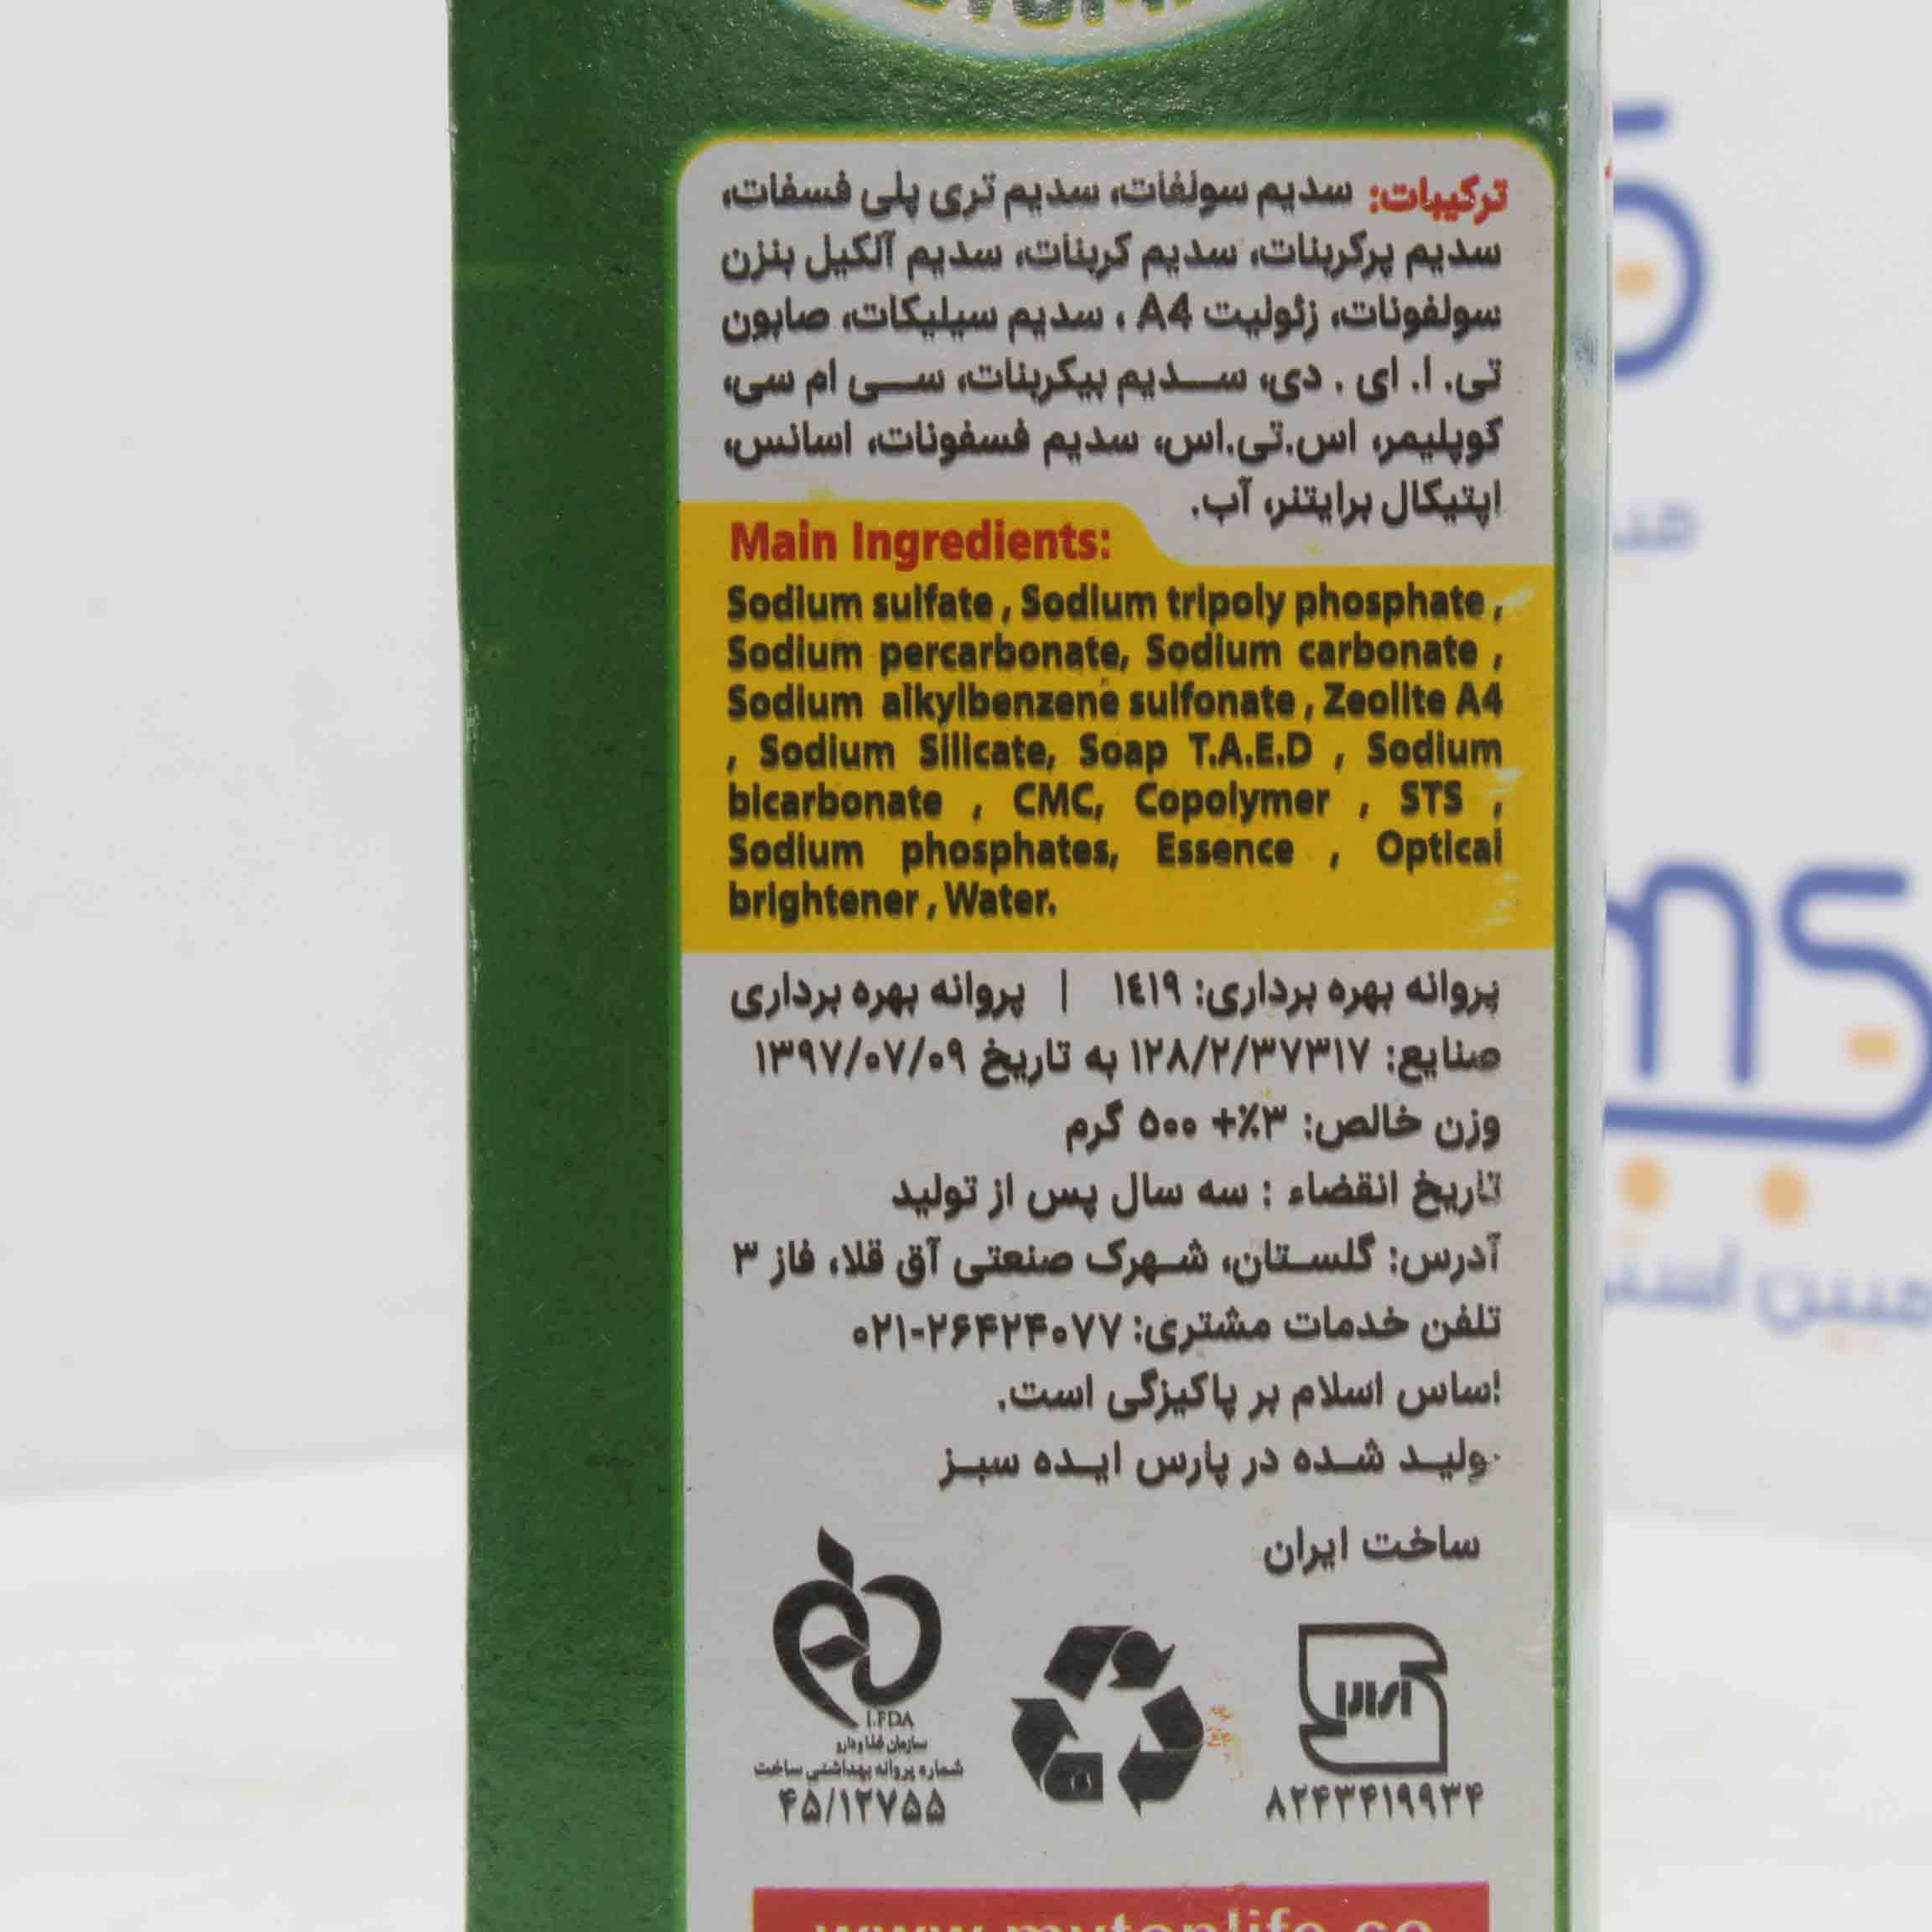 ترکیبات: سدیم سولفات، سدیم تری پلی فسفات،
سدیم پرکربنات، سدیم کربنات، سدیم آلکیل بنزن
سولفونات، زئولیت A4 ، سدیم سیلیکات، صابون
تی. ا. ای . دی، سدیم بیکربنات، سی ام سی،
کوپلیمر، اس.تی.اس، سدیم فسفونات، اسانس،
اپتیکال برایتنر، آب.
Main Ingredients:
Sodium sulfate , Sodium tripoly phosphate ,
Sodium percarbonate, Sodium carbonate ,
Sodium alkylbenzene sulfonate , Zeolite A4
, Sodium Silicate, Soap T.A.E.D , Sodium
bicarbonate , CMC, Copolymer , STS ,
Sodium phosphates, Essence , Optical
brightener , Water.
پروانه بهره برداری: ١٤١٩ | پروانه بهره برداری
صنایع: ۱۲۸/۲/۳۷۳۱۷ به تاریخ ۱۳۹۷/۰۷/۰۹
وزن خالص: ۳٪+ ۵۰۰ گرم
تاریخ انقضاء : سه سال پس از تولید
آدرس: گلستان، شهرک صنعتی آق قلا، فاز ۳
تلفن خدمات مشتری: ۰۲۱-۲۶۴۲۴۰۷۷
اساس اسلام بر پاکیزگی است.
تولید شده در پارس ایده سبز
ساخت ایران
I.FDA
سازمان غذا و دارو
شماره پروانه بهداشتی ساخت
۴۵/۱۲۷۵۵
۸۲۴۳۴۱۹۹۳۴
www.mytoplife.co
ms